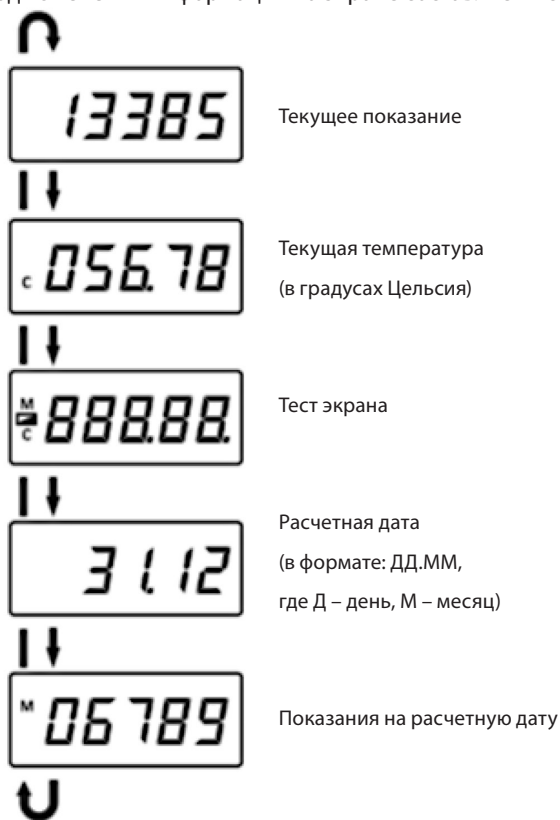 13385
Текущее показание
C 056.78
Текущая температура
(в градусах Цельсия)
M
C 888.88.
Тест экрана
31.12
Расчетная дата
(в формате: ДД.ММ,
где Д – день, М – месяц)
M 06789
Показания на расчетную дату